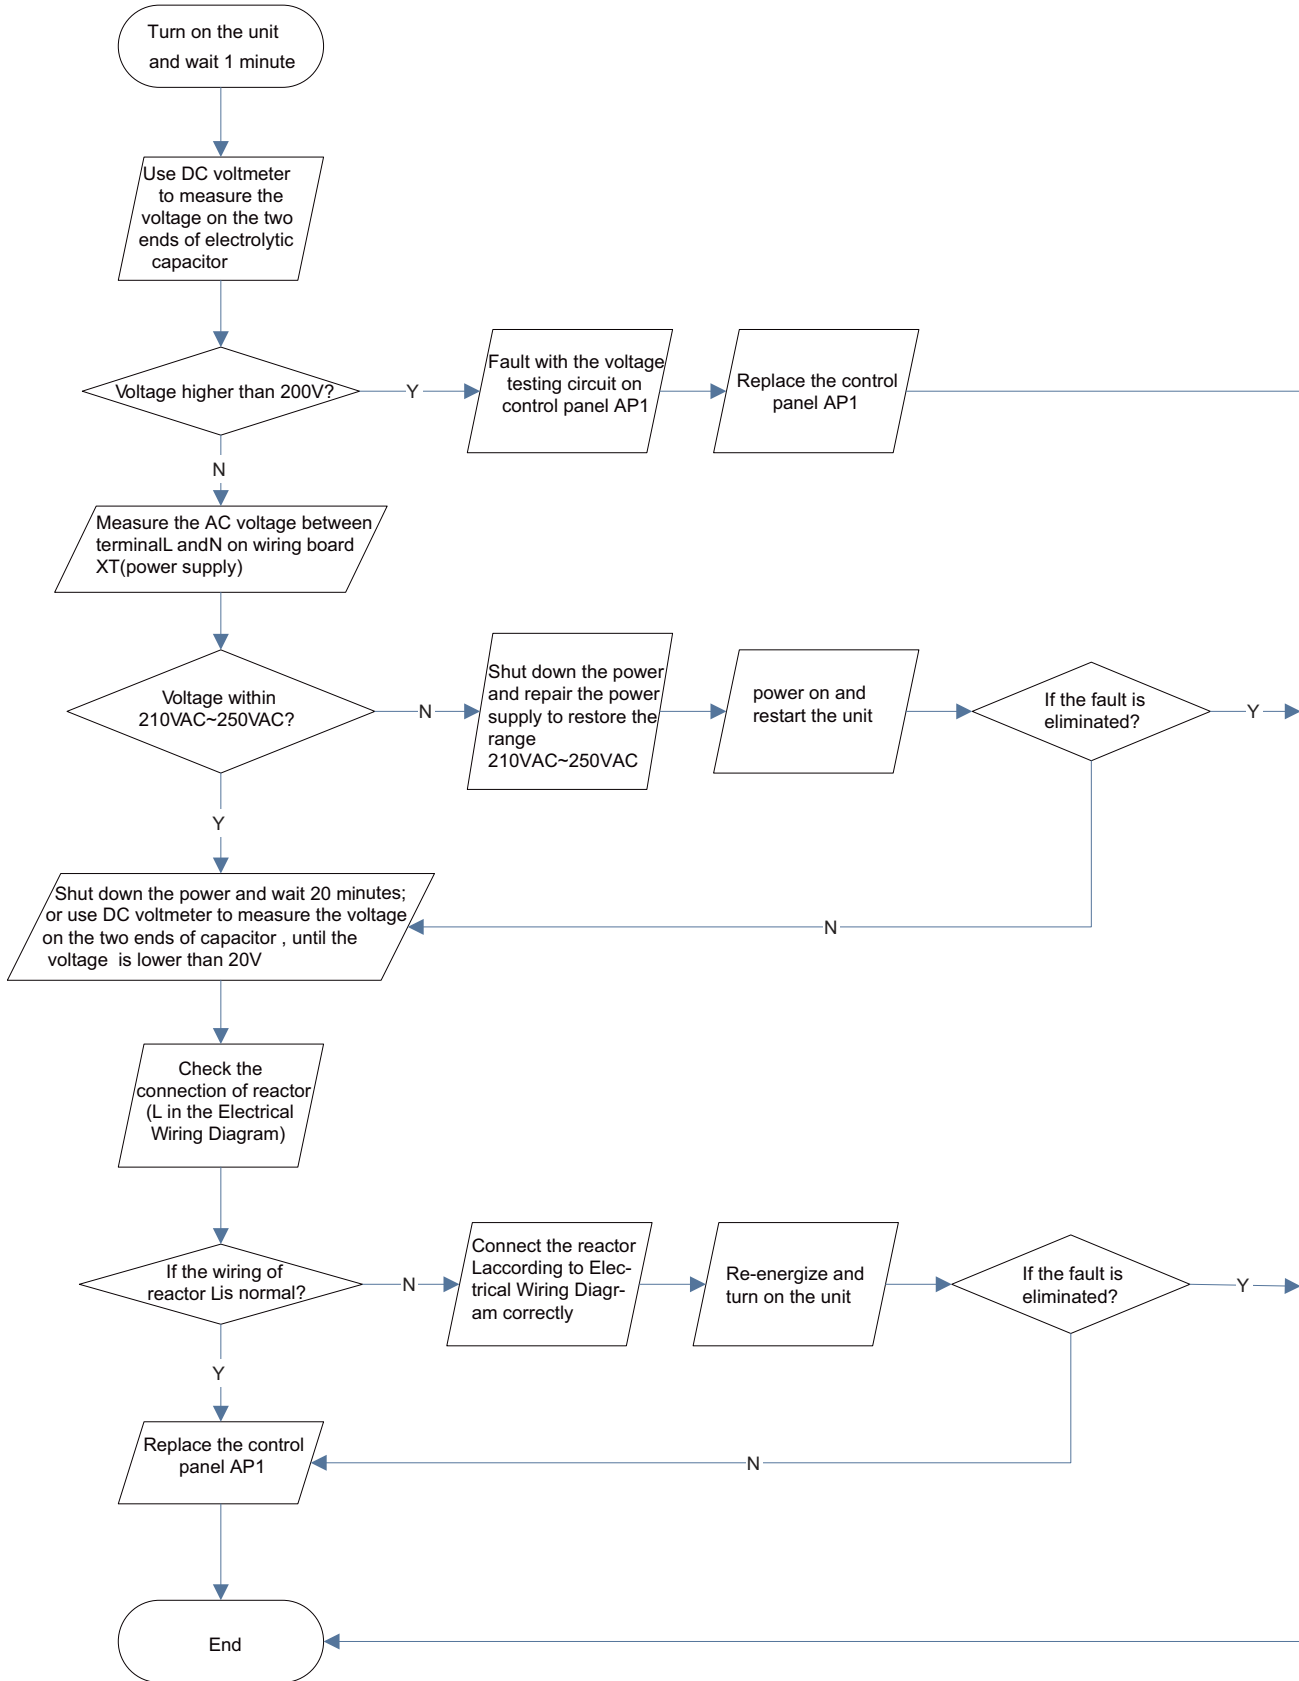 Turn on the unit
and wait 1 minute
Use DC voltmeter
to measure the
voltage on the two
ends of electrolytic
capacitor
Voltage higher than 200V?
Y
Fault with the voltage
testing circuit on
control panel AP1
Replace the control
panel AP1
N
Measure the AC voltage between
terminalL andN on wiring board
XT(power supply)
Voltage within
210VAC~250VAC?
N
Shut down the power
and repair the power
supply to restore the
range
210VAC~250VAC
power on and
restart the unit
If the fault is
eliminated?
Y
Y
Shut down the power and wait 20 minutes;
or use DC voltmeter to measure the voltage
on the two ends of capacitor , until the
voltage is lower than 20V
N
Check the
connection of reactor
(L in the Electrical
Wiring Diagram)
If the wiring of
reactor Lis normal?
N
Connect the reactor
Laccording to Elec-
trical Wiring Diagr-
am correctly
Re-energize and
turn on the unit
If the fault is
eliminated?
Y
Y
Replace the control
panel AP1
N
End